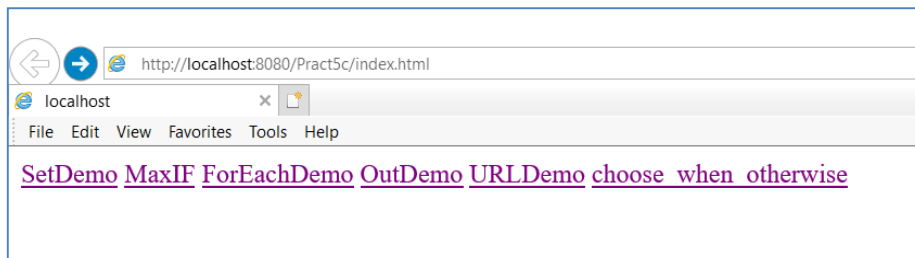 http://localhost:8080/Pract5c/index.html
localhost
File Edit View Favorites Tools Help
SetDemo MaxIF ForEachDemo OutDemo URLDemo choose_when_otherwise